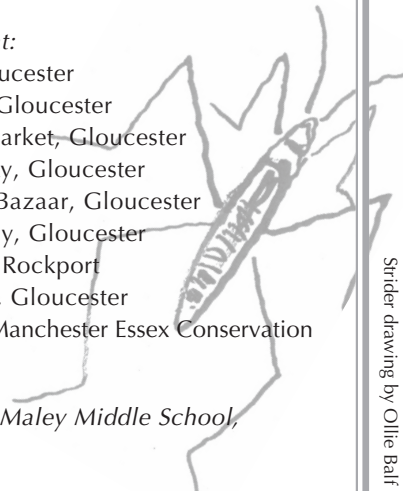 t:
ucester
Gloucester
arket, Gloucester
y, Gloucester
Bazaar, Gloucester
y, Gloucester
Rockport
, Gloucester
Manchester Essex Conservation
Maley Middle School,
Strider drawing by Ollie Balf